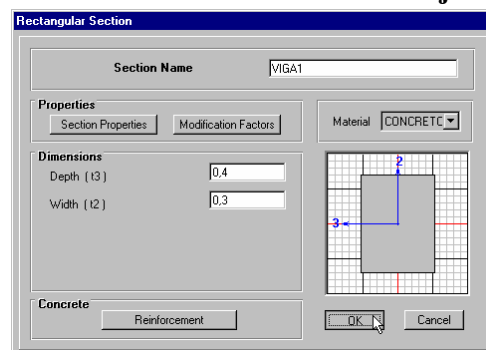 Rectangular Section
Section Name VIGA1
Properties
Section Properties Modification Factors
Material CONCRETC
Dimensions
Depth ( t3 ) 0,4
Width ( t2 ) 0,3
2
3
Concrete
Reinforcement
OK Cancel